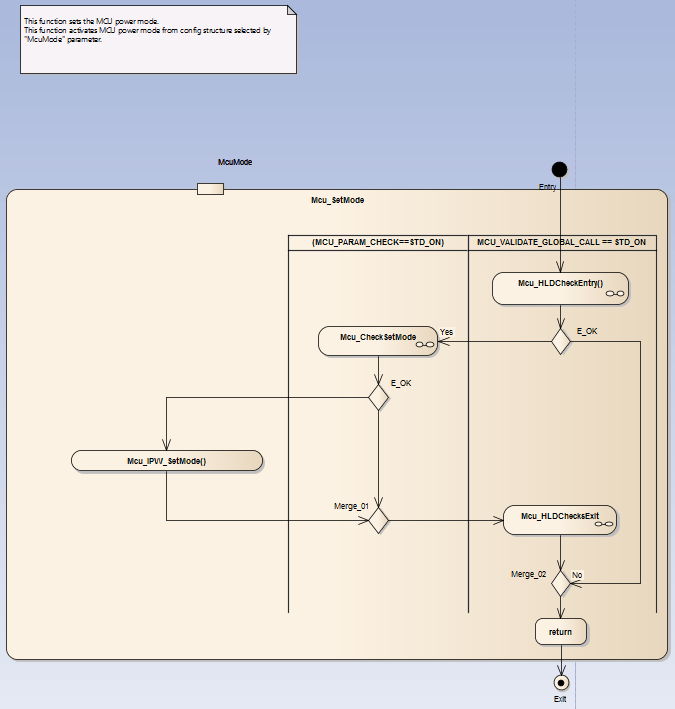 This function sets the MCU power mode.
This function activates MCU power mode from config structure selected by
"McuMode" parameter.
McuMode
Entry
Mcu_SetMode
(MCU_PARAM_CHECK==STD_ON)
MCU_VALIDATE_GLOBAL_CALL == STD_ON
Mcu_HLDCheckEntry()
E_OK
Yes
Mcu_CheckSetMode
E_OK
Mcu_IPW_SetMode()
Merge_01
Mcu_HLDChecksExit
Merge_02
No
return
Exit